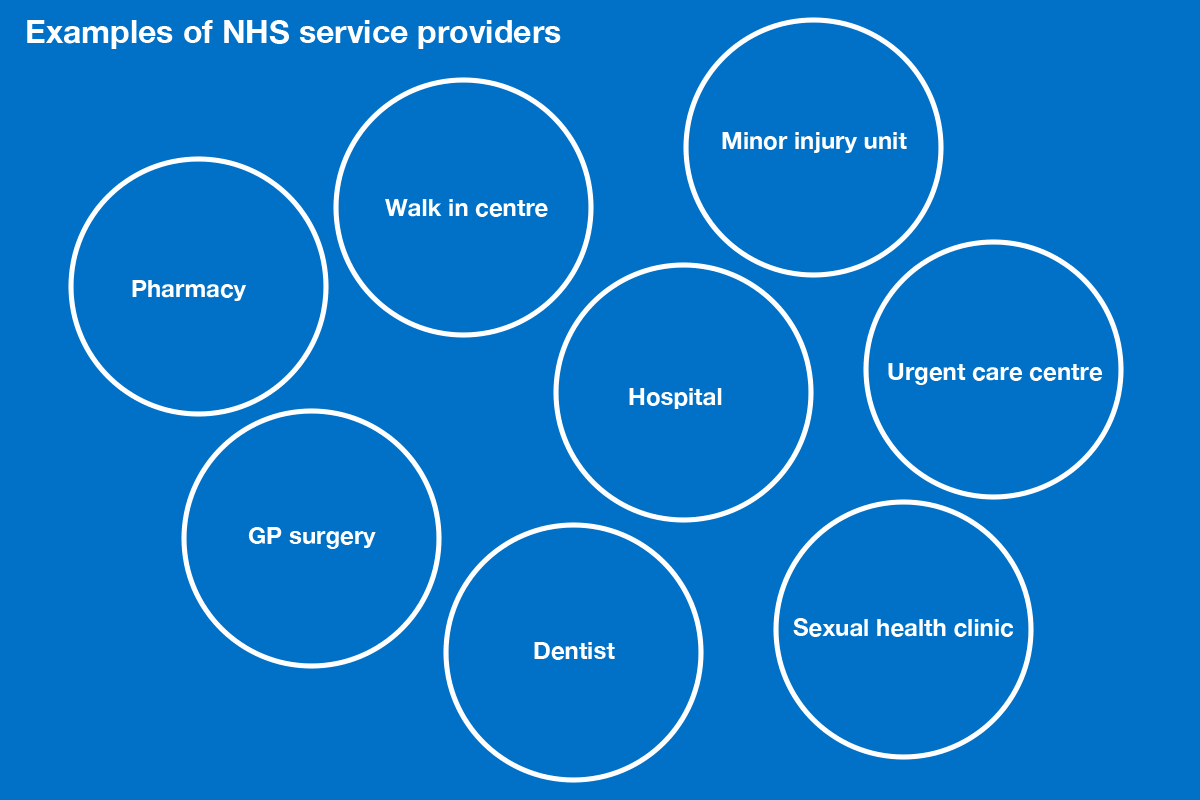 Examples of NHS service providers
Minor injury unit
Walk in centre
Pharmacy
Urgent care centre
Hospital
GP surgery
Sexual health clinic
Dentist